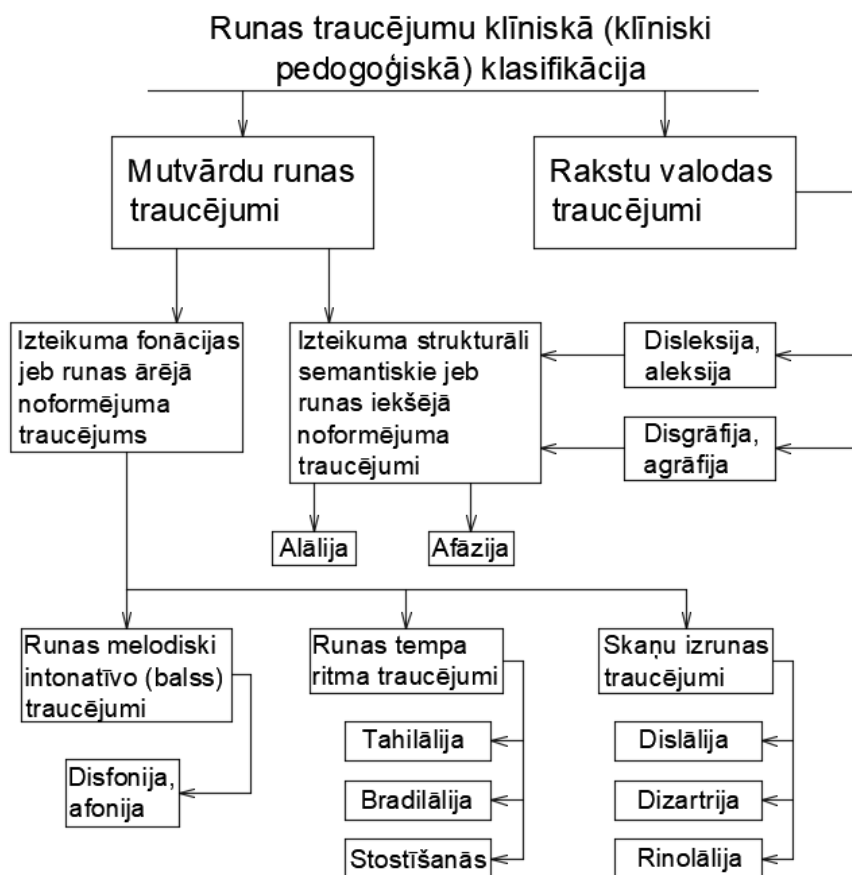 Runas traucējumu klīniskā (klīniski
pedogoģiskā) klasifikācija
Mutvārdu runas
traucējumi
Rakstu valodas
traucējumi
Izteikuma fonācijas
jeb runas ārējā
noformējuma
traucējums
Izteikuma strukturāli
semantiskie jeb
runas iekšējā
noformējuma
traucējumi
Disleksija,
aleksija
Disgrāfija,
agrāfija
Alālija
Afāzija
Runas melodiski
intonatīvo (balss)
traucējumi
Disfonija,
afonija
Runas tempa
ritma traucējumi
Tahilālija
Bradilālija
Stostīšanās
Skaņu izrunas
traucējumi
Dislālija
Dizartrija
Rinolālija